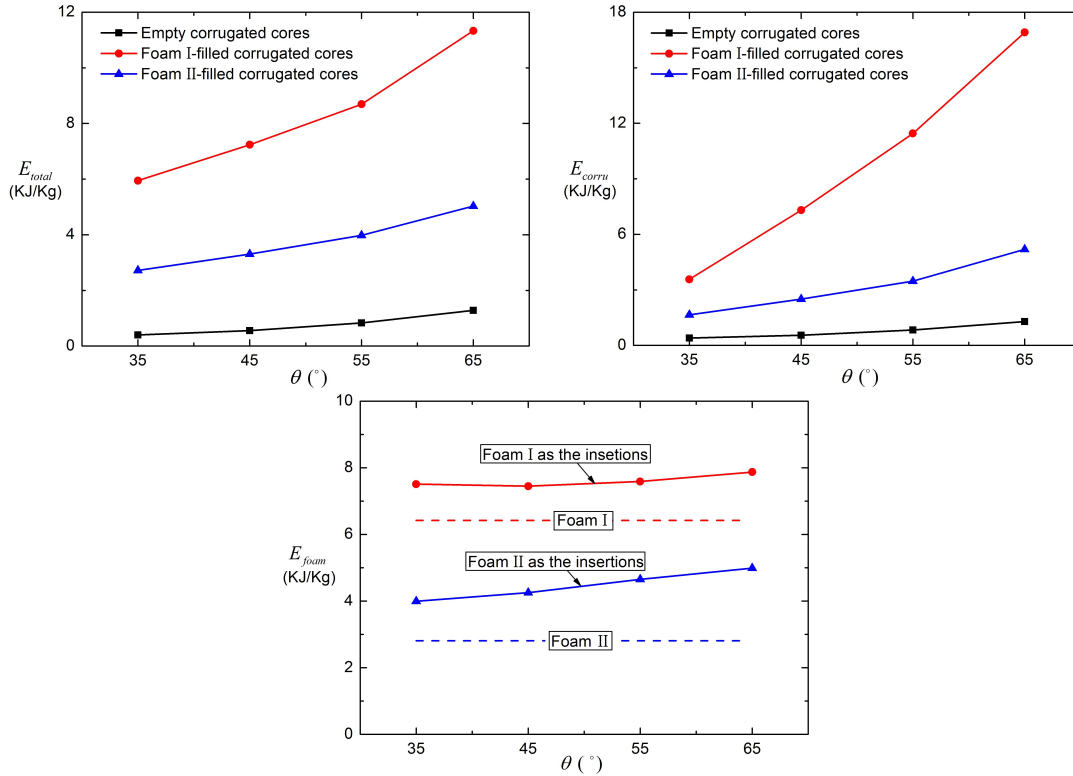 12
8
4
0
E_total
(KJ/Kg)
Empty corrugated cores
Foam I-filled corrugated cores
Foam II-filled corrugated cores
35 45 55 65
θ (°)
18
12
6
0
E_corru
(KJ/Kg)
Empty corrugated cores
Foam I-filled corrugated cores
Foam II-filled corrugated cores
35 45 55 65
θ (°)
10
8
6
4
2
0
E_foam
(KJ/Kg)
Foam I as the insetions
Foam I
Foam II as the insertions
Foam II
35 45 55 65
θ (°)